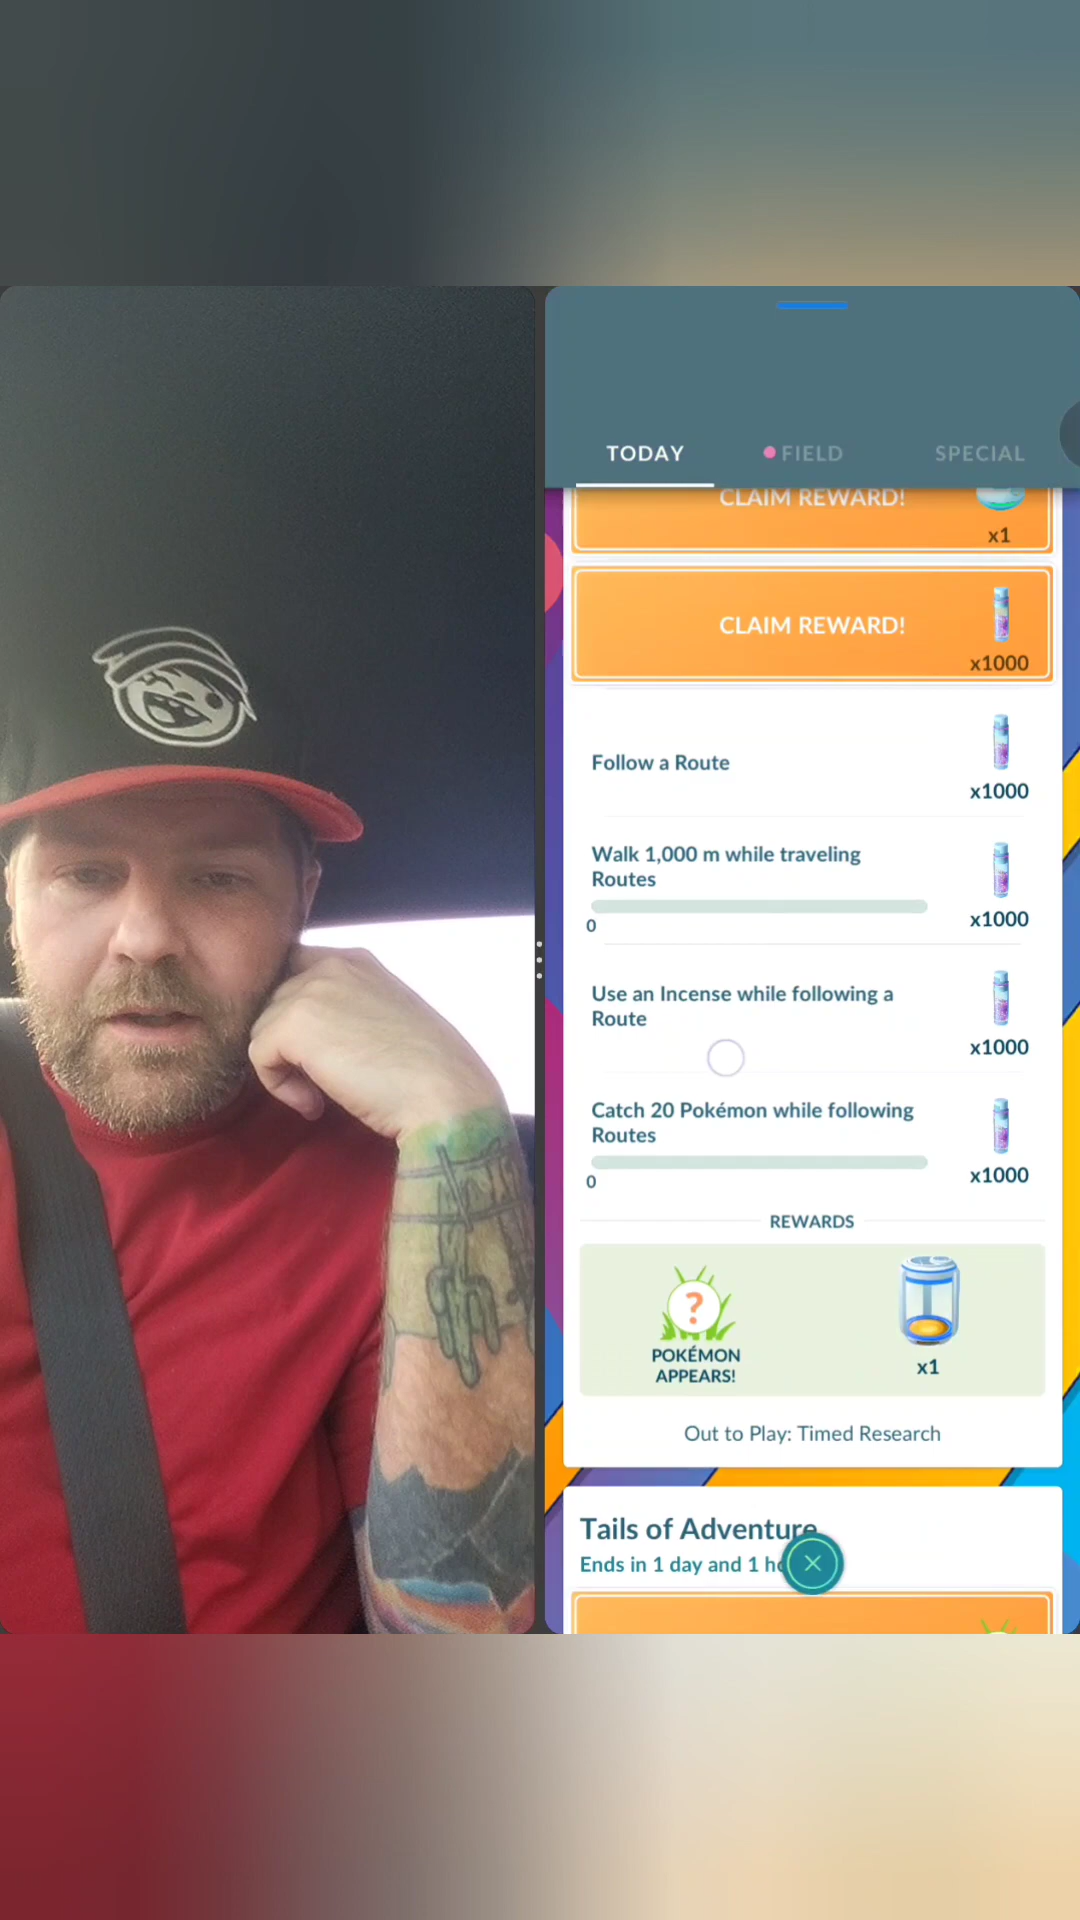 TODAY
FIELD
SPECIAL
CLAIM REWARD!
x1
CLAIM REWARD!
x1000
Follow a Route
x1000
Walk 1,000 m while traveling
Routes
0
x1000
Use an Incense while following a
Route
x1000
Catch 20 Pokémon while following
Routes
0
x1000
REWARDS
?
POKÉMON
APPEARS!
x1
Out to Play: Timed Research
Tails of Adventure
Ends in 1 day and 1 ho